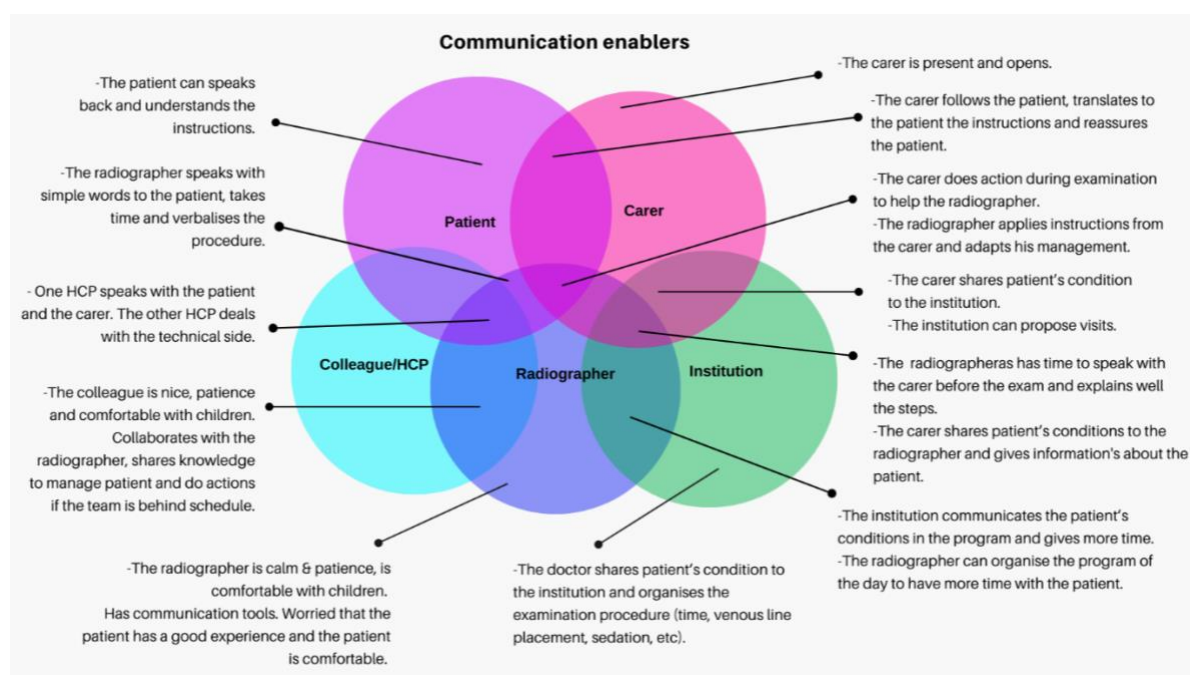 Communication enablers
-The patient can speaks
back and understands the
instructions.
-The radiographer speaks with
simple words to the patient, takes
time and verbalises the
procedure.
- One HCP speaks with the patient
and the carer. The other HCP deals
with the technical side.
-The colleague is nice, patience
and comfortable with children.
Collaborates with the
radiographer, shares knowledge
to manage patient and do actions
if the team is behind schedule.
-The radiographer is calm & patience, is
comfortable with children.
Has communication tools. Worried that the
patient has a good experience and the patient
is comfortable.
Patient
Carer
Colleague/HCP
Radiographer
Institution
-The doctor shares patient’s condition to
the institution and organises the
examination procedure (time, venous line
placement, sedation, etc).
-The carer is present and opens.
-The carer follows the patient, translates to
the patient the instructions and reassures
the patient.
-The carer does action during examination
to help the radiographer.
-The radiographer applies instructions from
the carer and adapts his management.
-The carer shares patient’s condition
to the institution.
-The institution can propose visits.
-The radiographeras has time to speak with
the carer before the exam and explains well
the steps.
-The carer shares patient’s conditions to the
radiographer and gives information's about the
patient.
-The institution communicates the patient’s
conditions in the program and gives more time.
-The radiographer can organise the program of
the day to have more time with the patient.